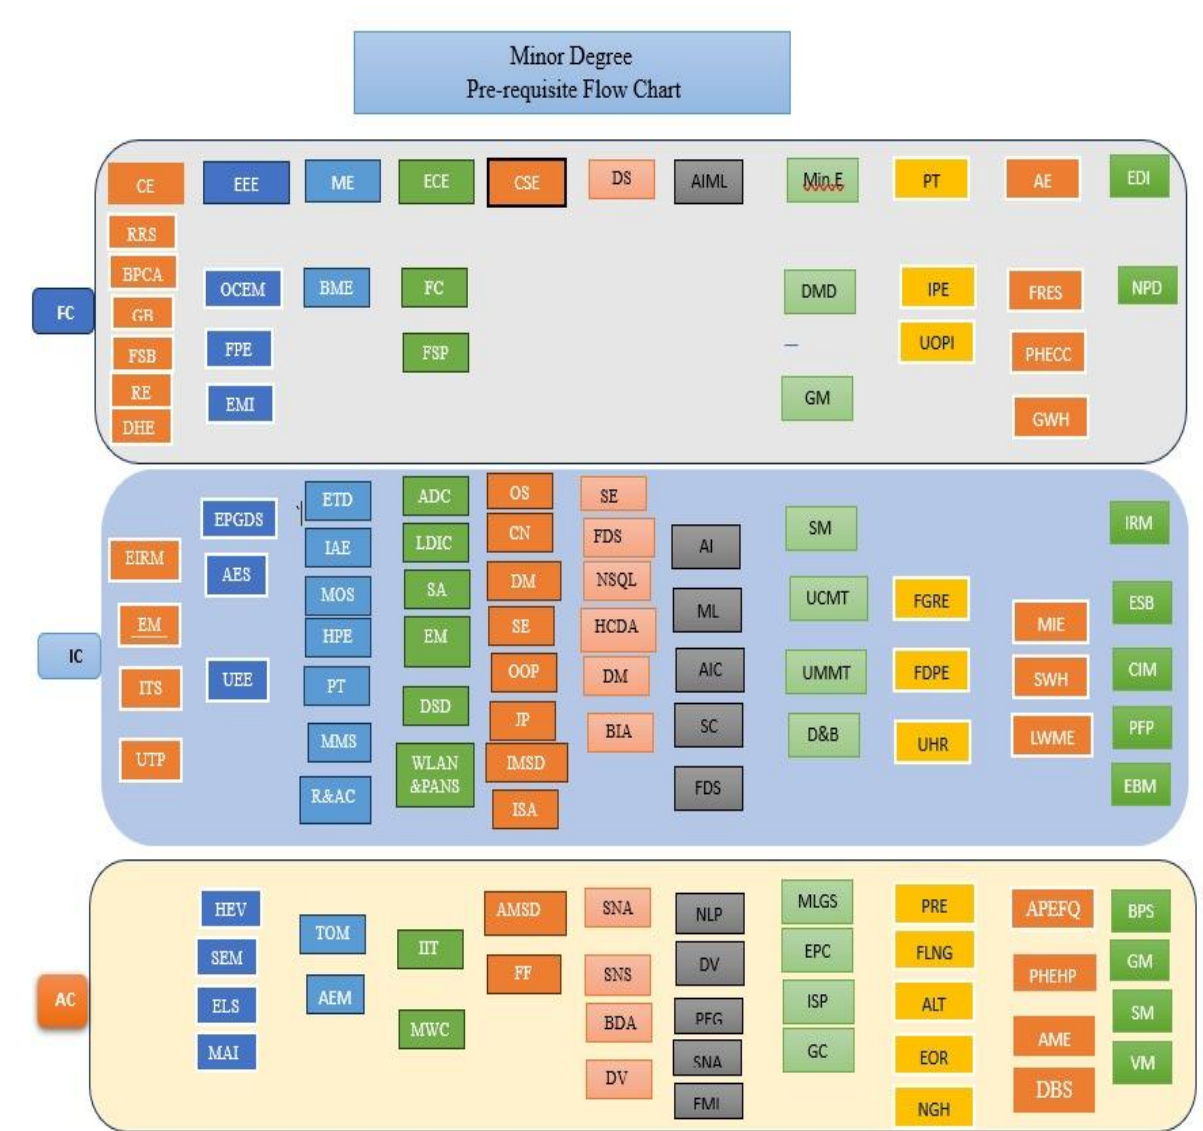 Minor Degree
Pre-requisite Flow Chart
CE EEE ME ECE CSE DS AIML Min.E PT AE EDI
RRS
BPCA OCEM BME FC DMD IPE FRES NPD
FC
GB
FSB FPE FSP – UOPI PHECC
RE
EMI GM GWH
DHE
ETD ADC OS SE
EPGDS ` SM IRM
IAE LDIC CN FDS AI
EIRM
AES MOS SA DM NSQL UCMT FGRE ESB
EM HPE EM SE HCDA ML MIE
IC
ITS UEE PT OOP DM AIC UMMT FDPE SWH CIM
DSD
UTP MMS JP BIA SC D&B UHR LWME PFP
WLAN
&PANS
R&AC IMSD FDS EBM
ISA
HEV AMSD SNA NLP MLGS PRE APEFQ BPS
TOM
SEM IIT FF SNS DV EPC FLNG PHEHP GM
AC
ELS AEM BDA PFG ISP ALT SM
MWC AME
MAI DV SNA GC EOR VM
DBS
FMI NGH